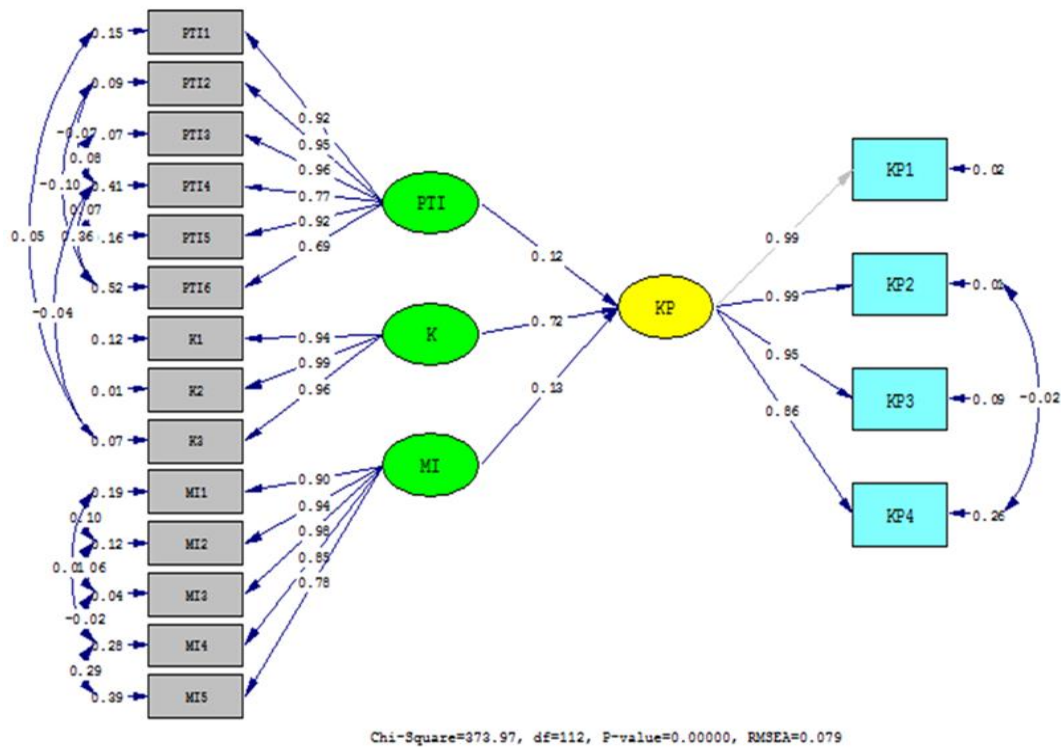 0.15 PTI1
0.09 PTI2
-0.07 .07 PTI3
0.08
-0.10 0.41 PTI4
0.07
0.05 0.36 .16 PTI5
0.52 PTI6
-0.04
0.12 K1
0.01 K2
0.07 K3
0.19 MI1
0.10
0.12 MI2
0.01 .06
0.04 MI3
-0.02
0.28 MI4
0.29
0.39 MI5
0.92
0.95
0.96
0.77
0.92
0.69
PTI
0.94
0.99
0.96
K
0.90
0.94
0.98
0.85
0.78
MI
0.12
0.72
0.13
KP
0.99
0.99
0.95
0.86
KP1 0.02
KP2 0.01
KP3 0.09 -0.02
KP4 0.26
Chi-Square=373.97, df=112, P-value=0.00000, RMSEA=0.079